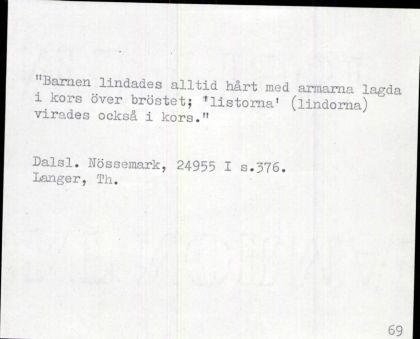 "Barnen lindades alltid hårt med armarna lagda
i kors över bröstet; 'listorna' (lindorna)
virades också i kors."
Dalsl. Nössemark, 24955 I s.376.
Langer, Th.
69